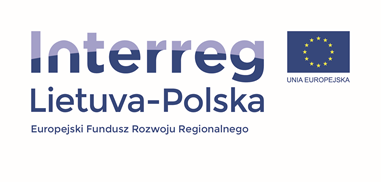 Interreg
UNIA EUROPEJSKA
Lietuva-Polska
Europejski Fundusz Rozwoju Regionalnego